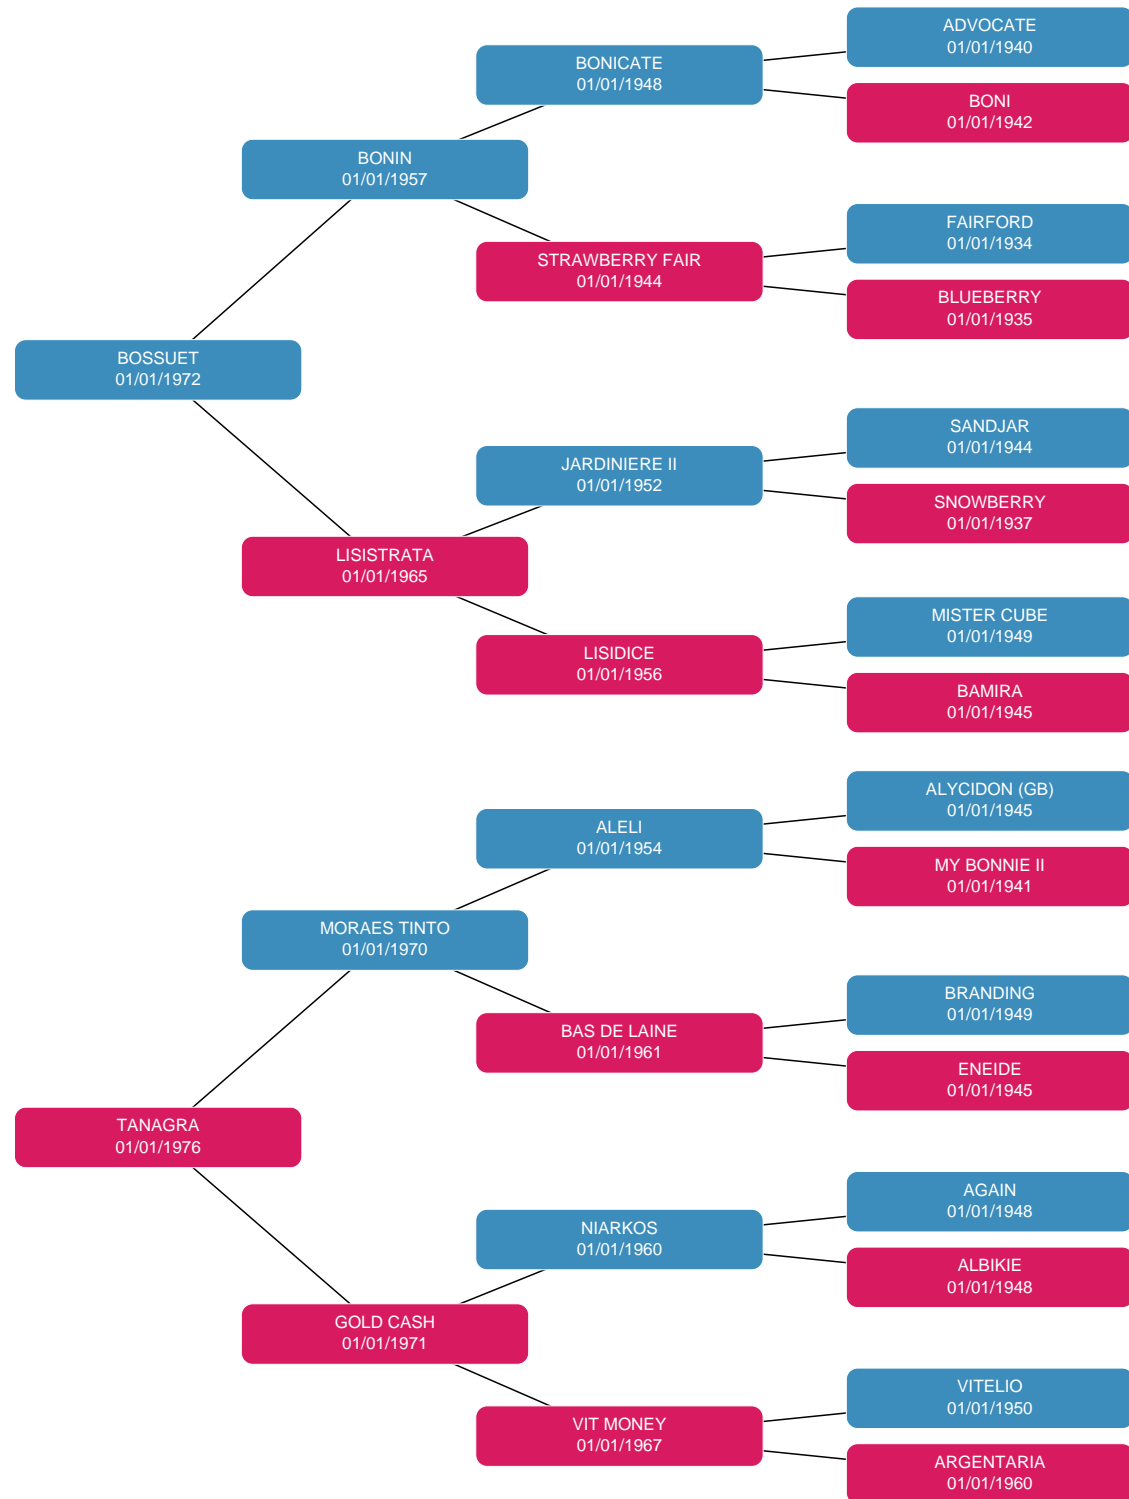 ADVOCATE
01/01/1940
BONICATE
01/01/1948
BONI
01/01/1942
BONIN
01/01/1957
FAIRFORD
01/01/1934
STRAWBERRY FAIR
01/01/1944
BLUEBERRY
01/01/1935
BOSSUET
01/01/1972
SANDJAR
01/01/1944
JARDINIERE II
01/01/1952
SNOWBERRY
01/01/1937
LISISTRATA
01/01/1965
MISTER CUBE
01/01/1949
LISIDICE
01/01/1956
BAMIRA
01/01/1945
ALYCIDON (GB)
01/01/1945
ALELI
01/01/1954
MY BONNIE II
01/01/1941
MORAES TINTO
01/01/1970
BRANDING
01/01/1949
BAS DE LAINE
01/01/1961
ENEIDE
01/01/1945
TANAGRA
01/01/1976
AGAIN
01/01/1948
NIARKOS
01/01/1960
ALBIKIE
01/01/1948
GOLD CASH
01/01/1971
VITELIO
01/01/1950
VIT MONEY
01/01/1967
ARGENTARIA
01/01/1960